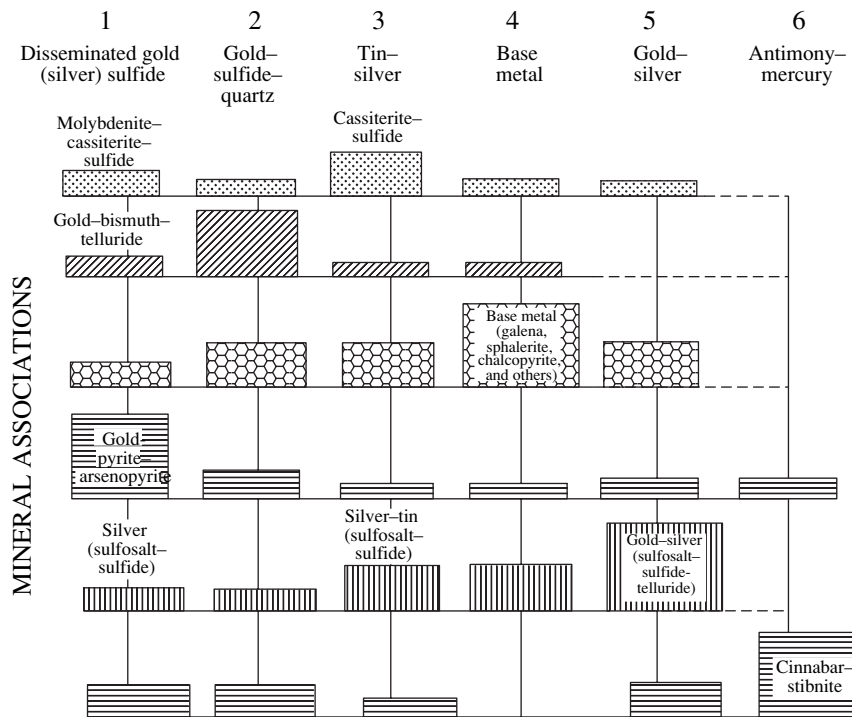 1 2 3 4 5 6
Disseminated gold
(silver) sulfide
Gold–
sulfide–
quartz
Tin–
silver
Base
metal
Gold–
silver
Antimony–
mercury
MINERAL ASSOCIATIONS
Molybdenite–
cassiterite–
sulfide
Cassiterite–
sulfide
Gold–bismuth–
telluride
Base metal
(galena,
sphalerite,
chalcopyrite,
and others)
Gold-
pyrite–
arsenopyrite
Silver
(sulfosalt–
sulfide)
Silver–tin
(sulfosalt–
sulfide)
Gold–silver
(sulfosalt–
sulfide-
telluride)
Cinnabar–
stibnite